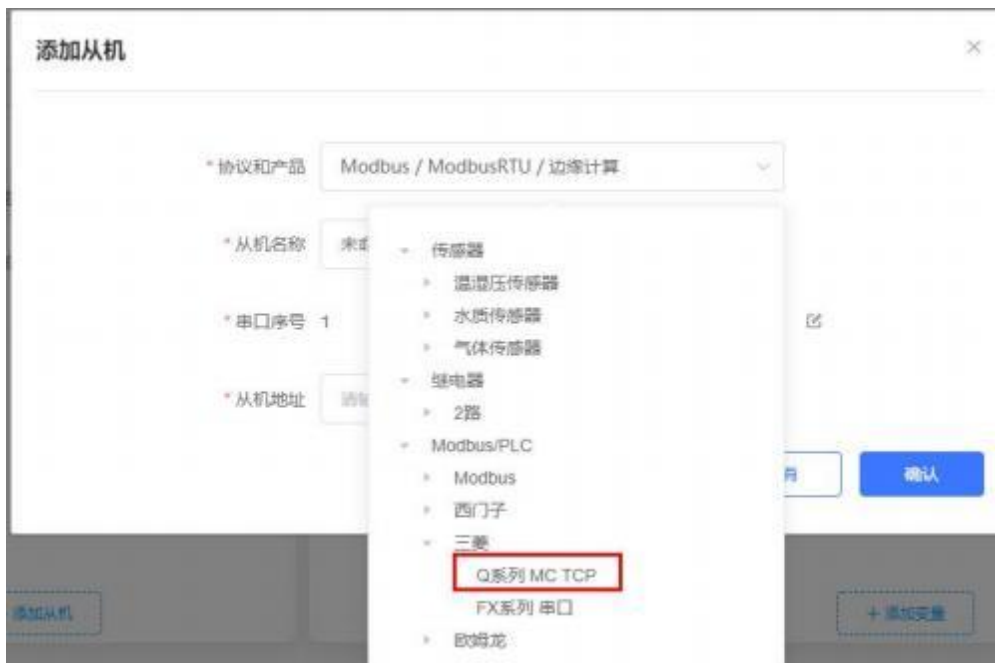 添加从机
*协议和产品 Modbus / ModbusRTU / 边缘计算
*从机名称
传感器
温湿压传感器
*串口序号 1
水质传感器
气体传感器
继电器
*从机地址
2路
Modbus/PLC
Modbus
确认
西门子
三菱
Q系列 MC TCP
添加从机
FX系列 串口
+ 添加变量
欧姆龙